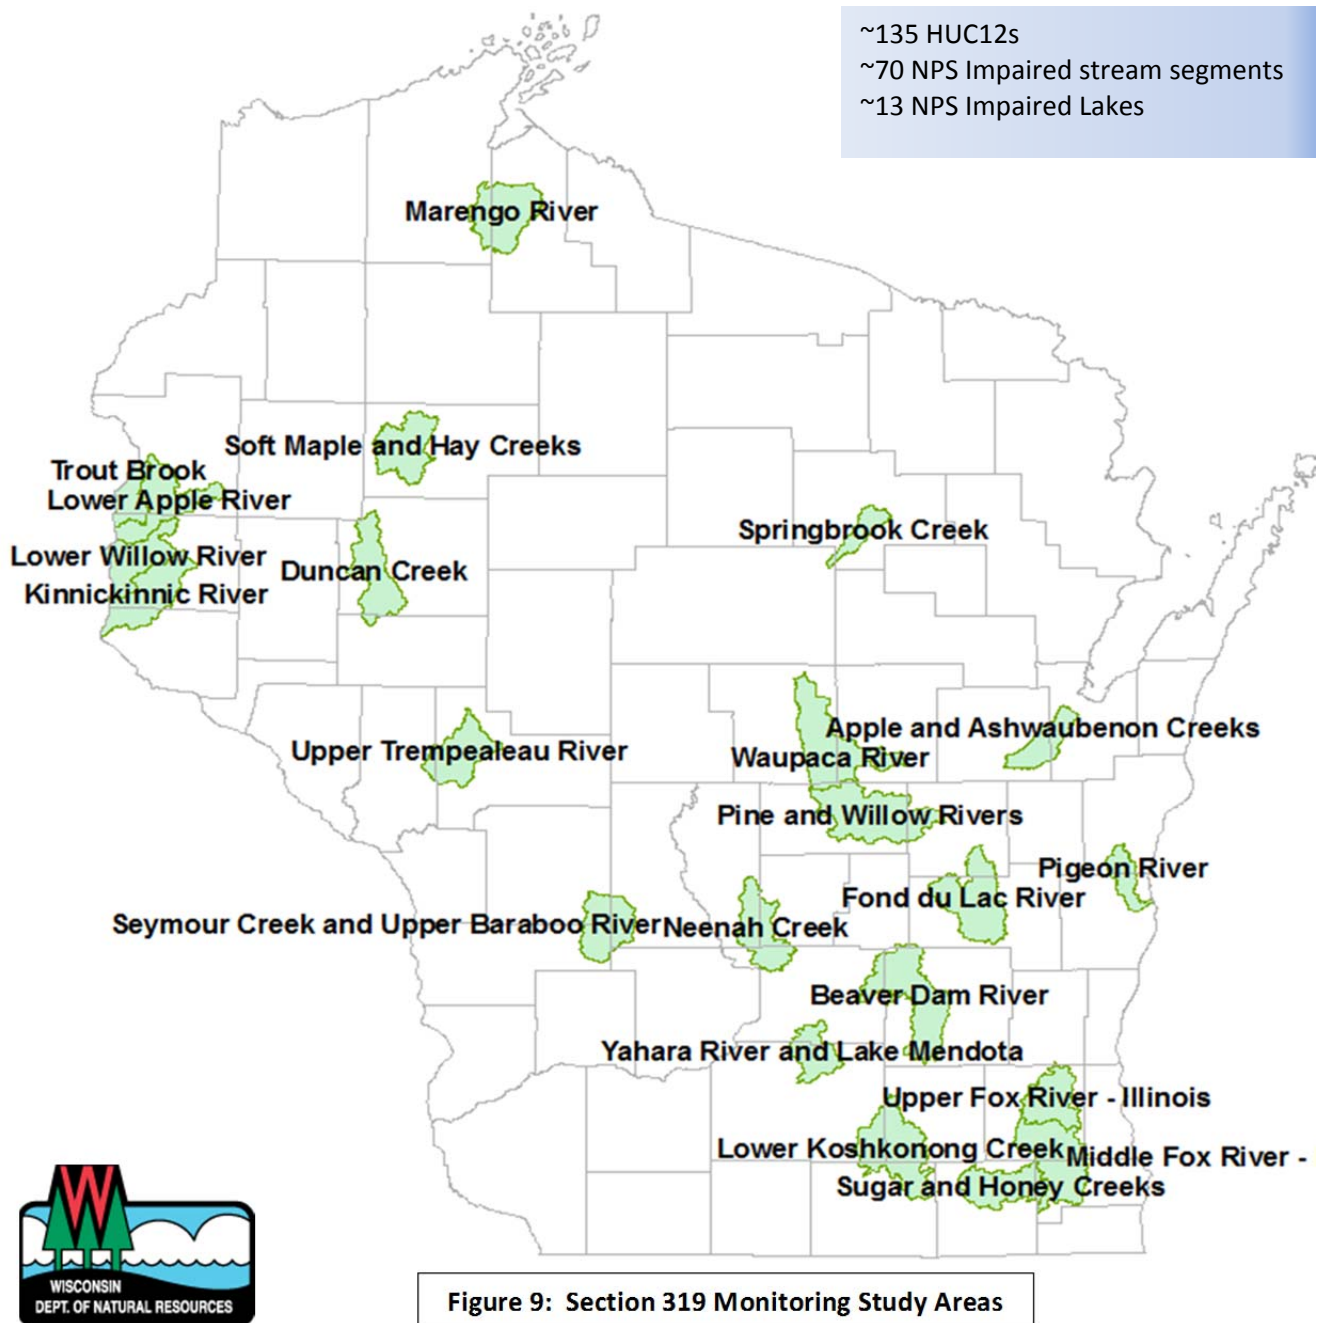 ~135 HUC12s
~70 NPS Impaired stream segments
~13 NPS Impaired Lakes
Marengo River
Soft Maple and Hay Creeks
Trout Brook
Lower Apple River
Springbrook Creek
Lower Willow River
Duncan Creek
Kinnickinnic River
Apple and Ashwaubenon Creeks
Upper Trempealeau River
Waupaca River
Pine and Willow Rivers
Pigeon River
Fond du Lac River
Seymour Creek and Upper Baraboo River
Neenah Creek
Beaver Dam River
Yahara River and Lake Mendota
Upper Fox River - Illinois
Lower Koshkonong Creek
Middle Fox River -
Sugar and Honey Creeks
W
WISCONSIN
DEPT. OF NATURAL RESOURCES
Figure 9: Section 319 Monitoring Study Areas